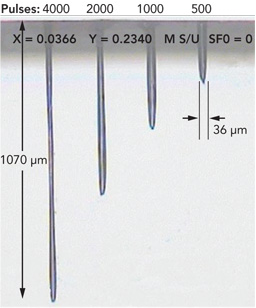 Pulses: 4000 2000 1000 500
X = 0.0366 Y = 0.2340 M S/U SF0 = 0
36 µm
1070 µm